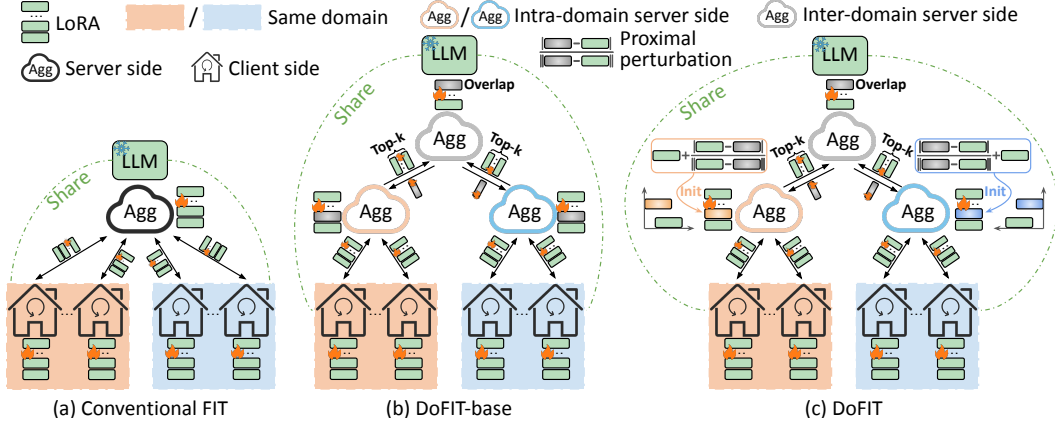 LoRA
/
Same domain
Agg
/
Agg
Intra-domain server side
Agg
Inter-domain server side
Agg
Server side
Client side
Proximal
perturbation
Share
LLM
Agg
...
...
(a) Conventional FIT
Share
LLM
Overlap
Agg
Top-k
Top-k
Agg
Agg
...
...
(b) DoFIT-base
Share
LLM
Agg
Top-k
Top-k
+
+
Init
Init
Agg
Agg
...
...
(c) DoFIT